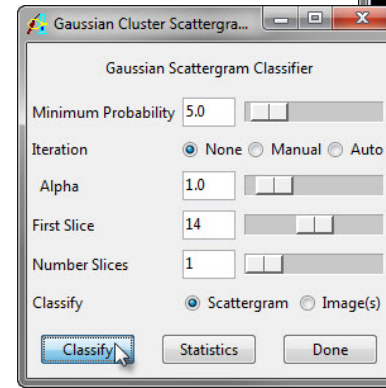 Gaussian Cluster Scattergra...
Gaussian Scattergram Classifier
Minimum Probability 5.0
Iteration None Manual Auto
Alpha 1.0
First Slice 14
Number Slices 1
Classify Scattergram Image(s)
Classify Statistics Done